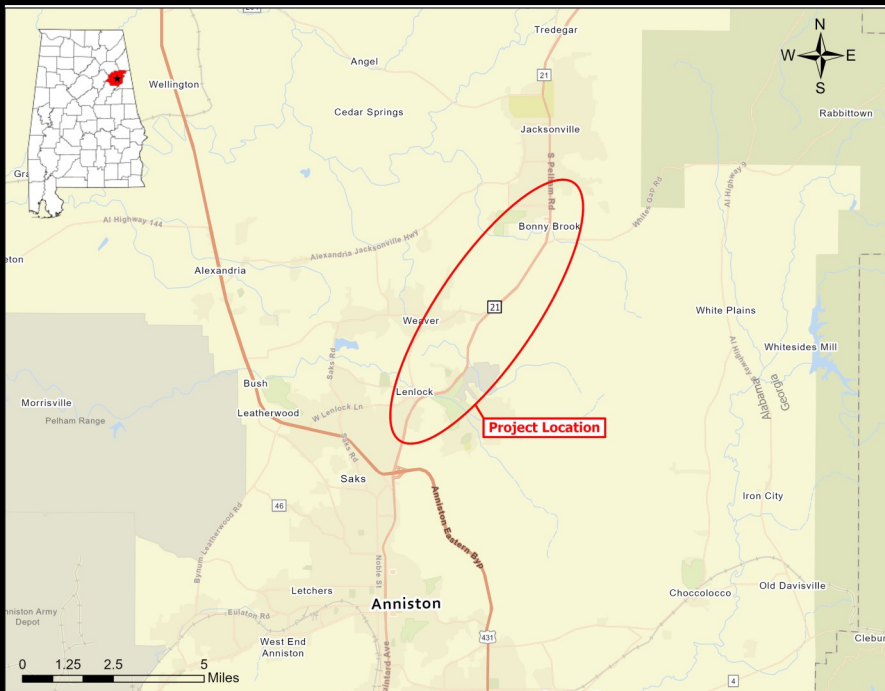 Tredegar
N
W E
S
21
Angel
Wellington
Cedar Springs
Rabbittown
Jacksonville
S Pelham Rd
Al Highway 9
Whites Gap Rd
Al Highway 144
Bonny Brook
Alexandria Jacksonville Hwy
eton
Alexandria
21
White Plains
Weaver
Whitesides Mill
Saks Rd
Al Highway 9
Alabama
Georgia
Bush
Lenlock
Morrisville
Leatherwood
W Lenlock Ln
Pelham Range
Project Location
Saks Rd
Saks
Iron City
46
Anniston Eastern Byp
Bynum Leatherwood Rd
Noble St
Letchers
Choccolocco
Old Davisville
Anniston
nniston Army
Depot
Eulaton Rd
431
West End
Anniston
Clebur
0 1.25 2.5 5
Miles
4